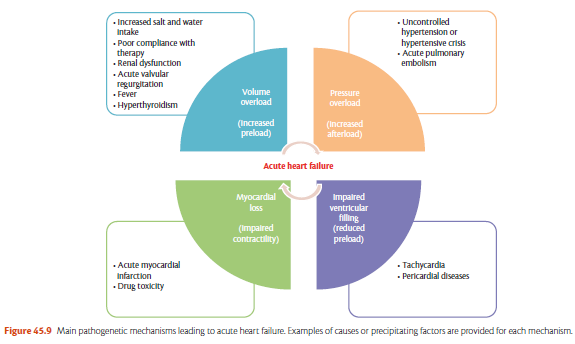 • Increased salt and water
intake
• Poor compliance with
therapy
• Renal dysfunction
• Acute valvular
regurgitation
• Fever
• Hyperthyroidism
• Uncontrolled
hypertension or
hypertensive crisis
• Acute pulmonary
embolism
Volume
overload
(Increased
preload)
Pressure
overload
(Increased
afterload)
Acute heart failure
Myocardial
loss
(Impaired
contractility)
Impaired
ventricular
filling
(reduced
preload)
• Acute myocardial
infarction
• Drug toxicity
• Tachycardia
• Pericardial diseases
Figure 45.9 Main pathogenetic mechanisms leading to acute heart failure. Examples of causes or precipitating factors are provided for each mechanism.